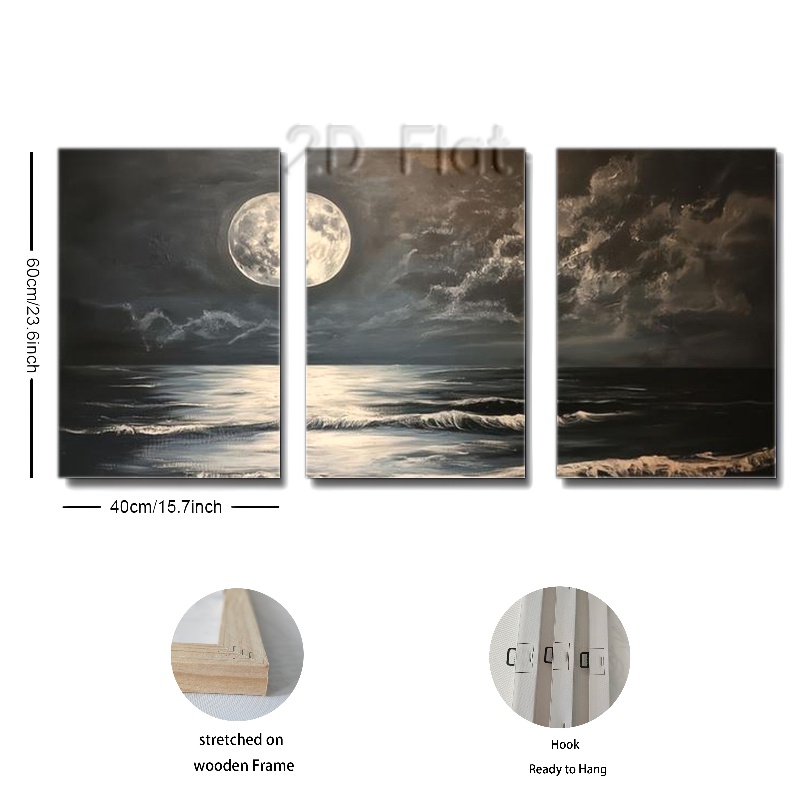 2D Flat
60cm/23.6inch
40cm/15.7inch
stretched on
wooden Frame
Hook
Ready to Hang